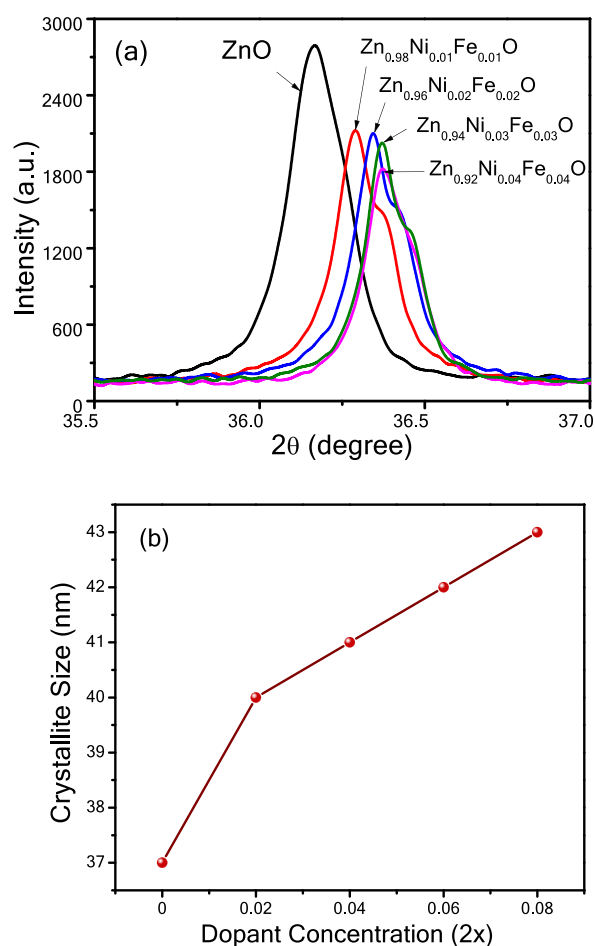 (a)
ZnO
Zn0.98Ni0.01Fe0.01O
Zn0.96Ni0.02Fe0.02O
Zn0.94Ni0.03Fe0.03O
Zn0.92Ni0.04Fe0.04O
3000
2400
1800
1200
600
0
Intensity (a.u.)
35.5 36.0 36.5 37.0
2θ (degree)
(b)
43
42
41
40
39
38
37
Crystallite Size (nm)
0 0.02 0.04 0.06 0.08
Dopant Concentration (2x)